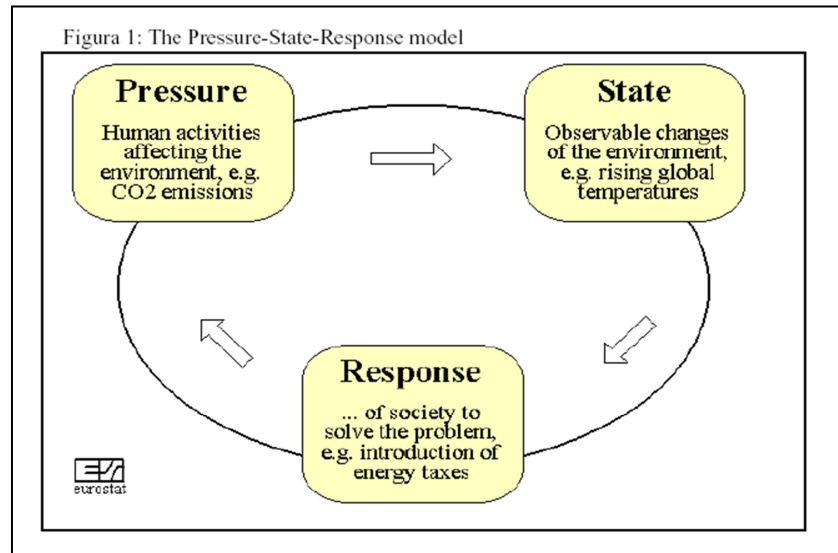 Figura 1: The Pressure-State-Response model
Pressure
Human activities
affecting the
environment, e.g.
CO2 emissions
State
Observable changes
of the environment,
e.g. rising global
temperatures
Response
... of society to
solve the problem,
e.g. introduction of
energy taxes
eurostat